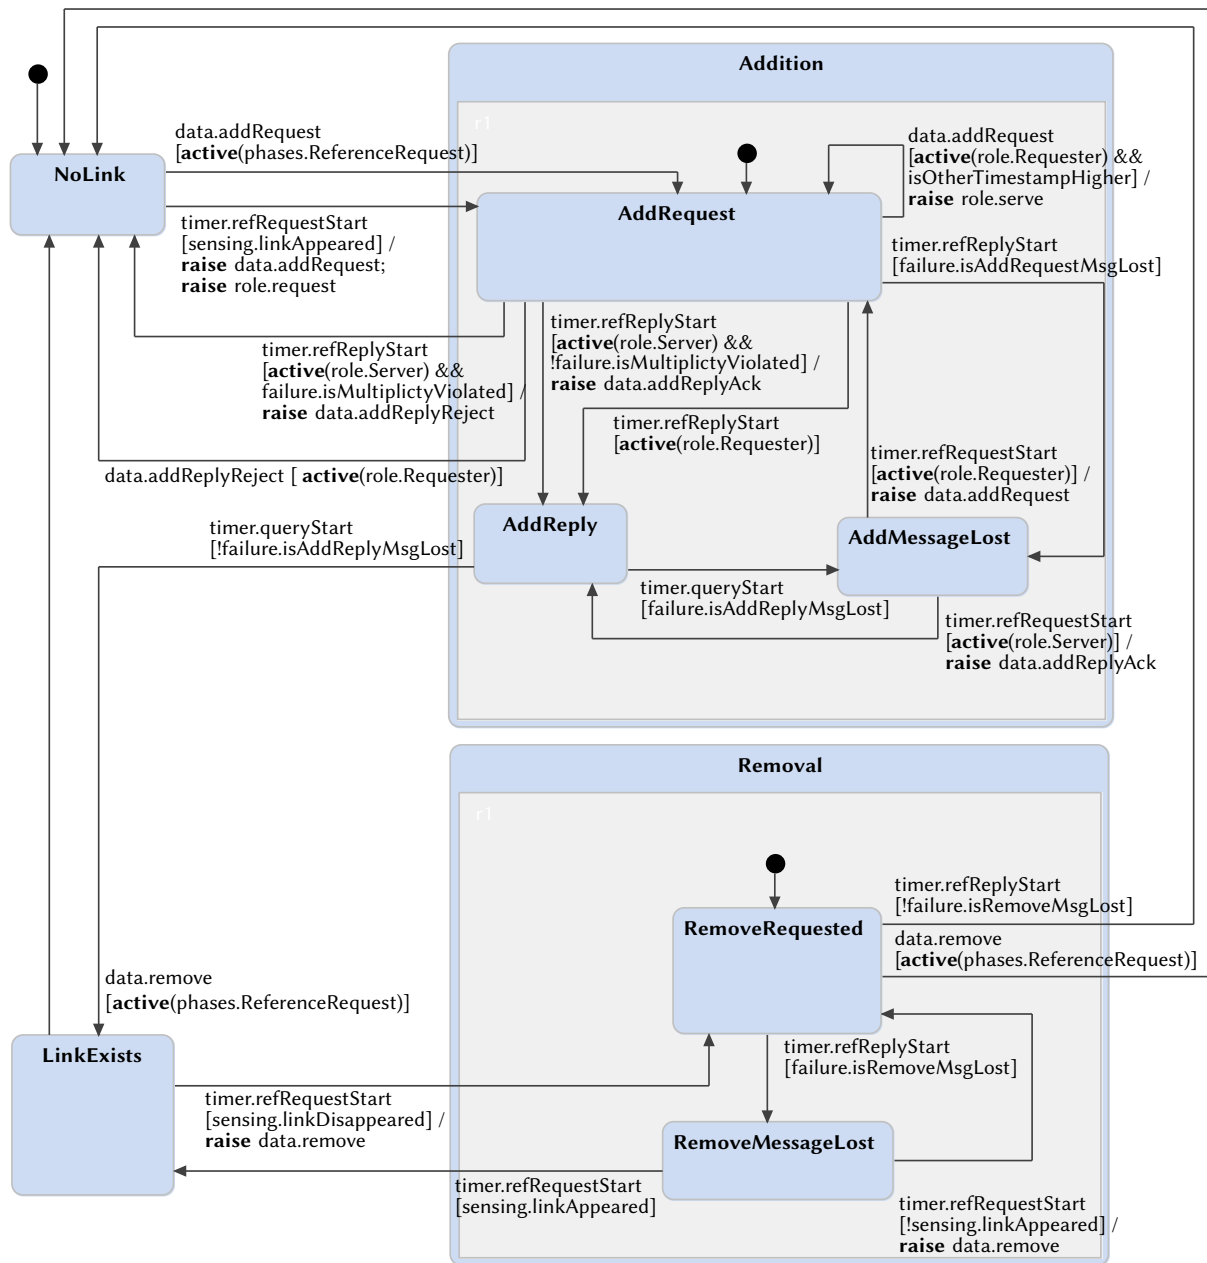 Addition
r1
data.addRequest
[active(phases.ReferenceRequest)]
data.addRequest
[active(role.Requester) &&
isOtherTimestampHigher] /
raise role.serve
NoLink
AddRequest
timer.refRequestStart
[sensing.linkAppeared] /
raise data.addRequest;
raise role.request
timer.refReplyStart
[failure.isAddRequestMsgLost]
timer.refReplyStart
[active(role.Server) &&
failure.isMultiplictyViolated] /
raise data.addReplyReject
timer.refReplyStart
[active(role.Server) &&
!failure.isMultiplictyViolated] /
raise data.addReplyAck
timer.refReplyStart
[active(role.Requester)]
data.addReplyReject [ active(role.Requester)]
timer.refRequestStart
[active(role.Requester)] /
raise data.addRequest
timer.queryStart
[!failure.isAddReplyMsgLost]
AddReply
AddMessageLost
timer.queryStart
[failure.isAddReplyMsgLost]
timer.refRequestStart
[active(role.Server)] /
raise data.addReplyAck
Removal
r1
timer.refReplyStart
[!failure.isRemoveMsgLost]
RemoveRequested
data.remove
[active(phases.ReferenceRequest)]
data.remove
[active(phases.ReferenceRequest)]
LinkExists
timer.refReplyStart
[failure.isRemoveMsgLost]
timer.refRequestStart
[sensing.linkDisappeared] /
raise data.remove
RemoveMessageLost
timer.refRequestStart
[sensing.linkAppeared]
timer.refRequestStart
[!sensing.linkAppeared] /
raise data.remove